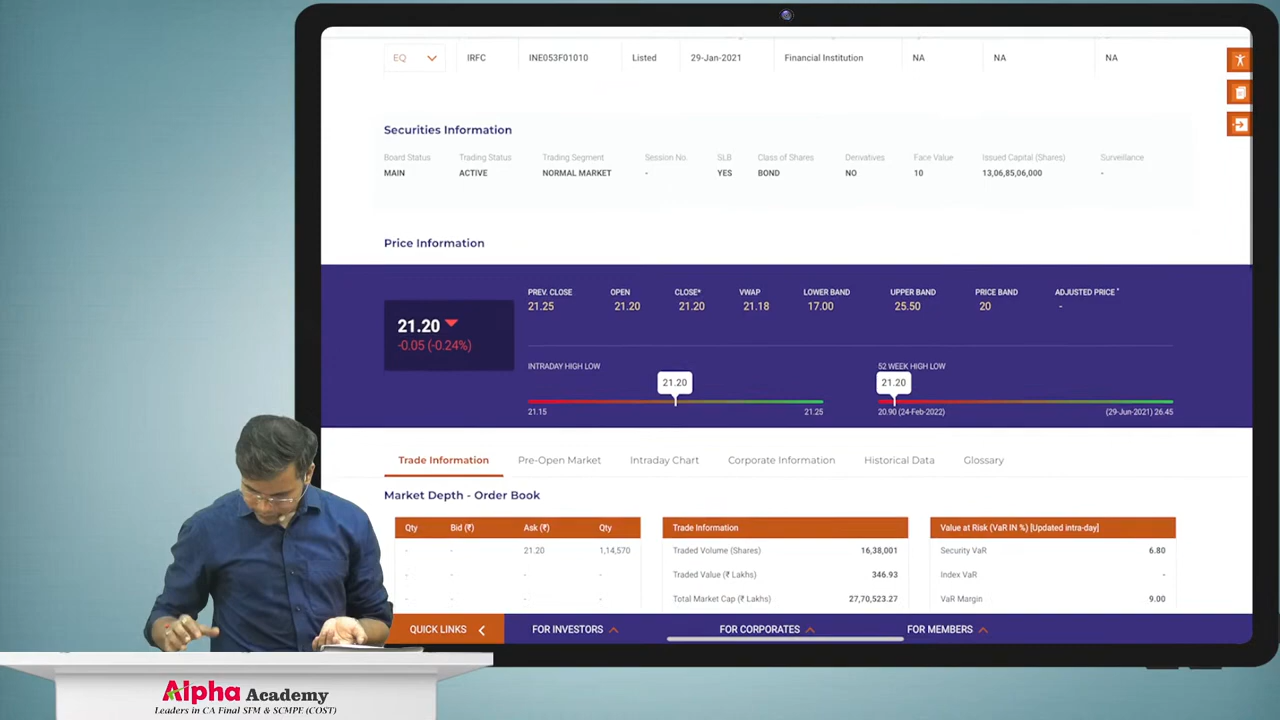 EQ IRFC INE053F01010 Listed 29-Jan-2021 Financial Institution NA NA NA
Securities Information
Board Status Trading Status Trading Segment Session No. SLB Class of Shares Derivatives Face Value Issued Capital (Shares) Surveillance
MAIN ACTIVE NORMAL MARKET - YES BOND NO 10 13,06,85,06,000 -
Price Information
PREV. CLOSE OPEN CLOSE* VWAP LOWER BAND UPPER BAND PRICE BAND ADJUSTED PRICE*
21.25 21.20 21.20 21.18 17.00 25.50 20 -
21.20
-0.05 (-0.24%)
INTRADAY HIGH LOW 52 WEEK HIGH LOW
21.20 21.20
21.15 21.25 20.90 (24-Feb-2022) (29-Jun-2021) 26.45
Trade Information Pre-Open Market Intraday Chart Corporate Information Historical Data Glossary
Market Depth - Order Book
Qty Bid (₹) Ask (₹) Qty Trade Information Value at Risk (VaR IN %) [Updated intra-day]
- - 21.20 1,14,570 Traded Volume (Shares) 16,38,001 Security VaR 6.80
- - - - Traded Value (₹ Lakhs) 346.93 Index VaR -
- - - - Total Market Cap (₹ Lakhs) 27,70,523.27 VaR Margin 9.00
QUICK LINKS FOR INVESTORS FOR CORPORATES FOR MEMBERS
Alpha Academy
Leaders in CA Final SFM & SCMPE (COST)